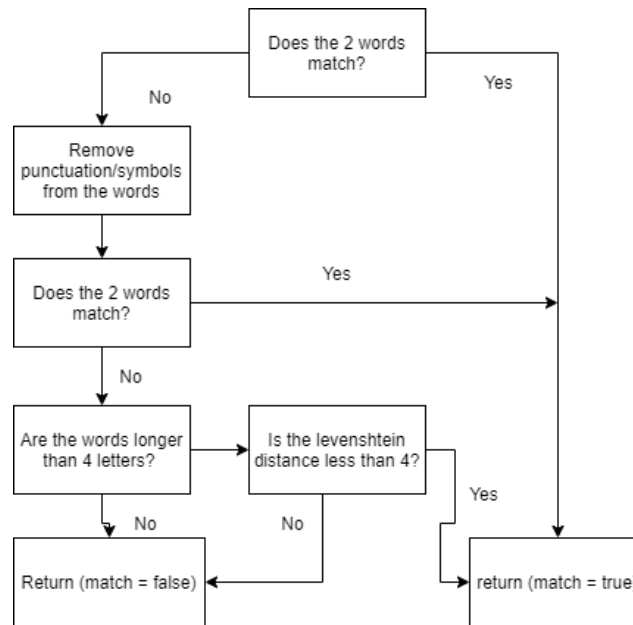 Does the 2 words
match?
No
Yes
Remove
punctuation/symbols
from the words
Yes
Does the 2 words
match?
No
Are the words longer
than 4 letters?
Is the levenshtein
distance less than 4?
No
No
Yes
Return (match = false)
return (match = true)